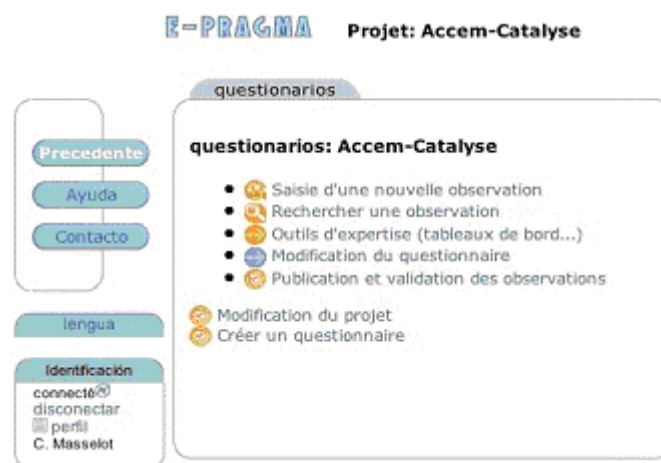 E-PRAGMA Projet: Accem-Catalyse
questionarios
Precedente
Ayuda
Contacto
lengua
Identificación
connecté
disconectar
perfil
C. Masselot
questionarios: Accem-Catalyse
Saisie d'une nouvelle observation
Rechercher une observation
Outils d'expertise (tableaux de bord...)
Modification du questionnaire
Publication et validation des observations
Modification du projet
Créer un questionnaire